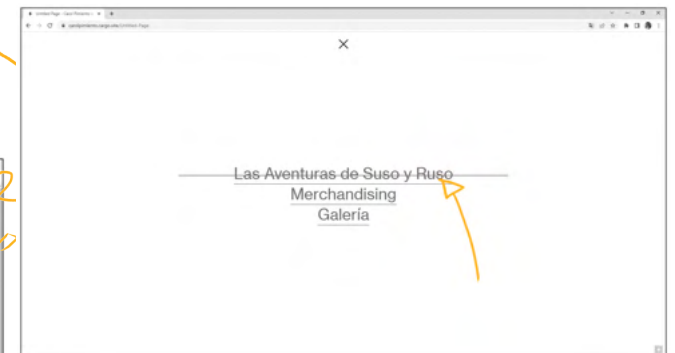 ×
Las Aventuras de Suso y Ruso
Merchandising
Galería